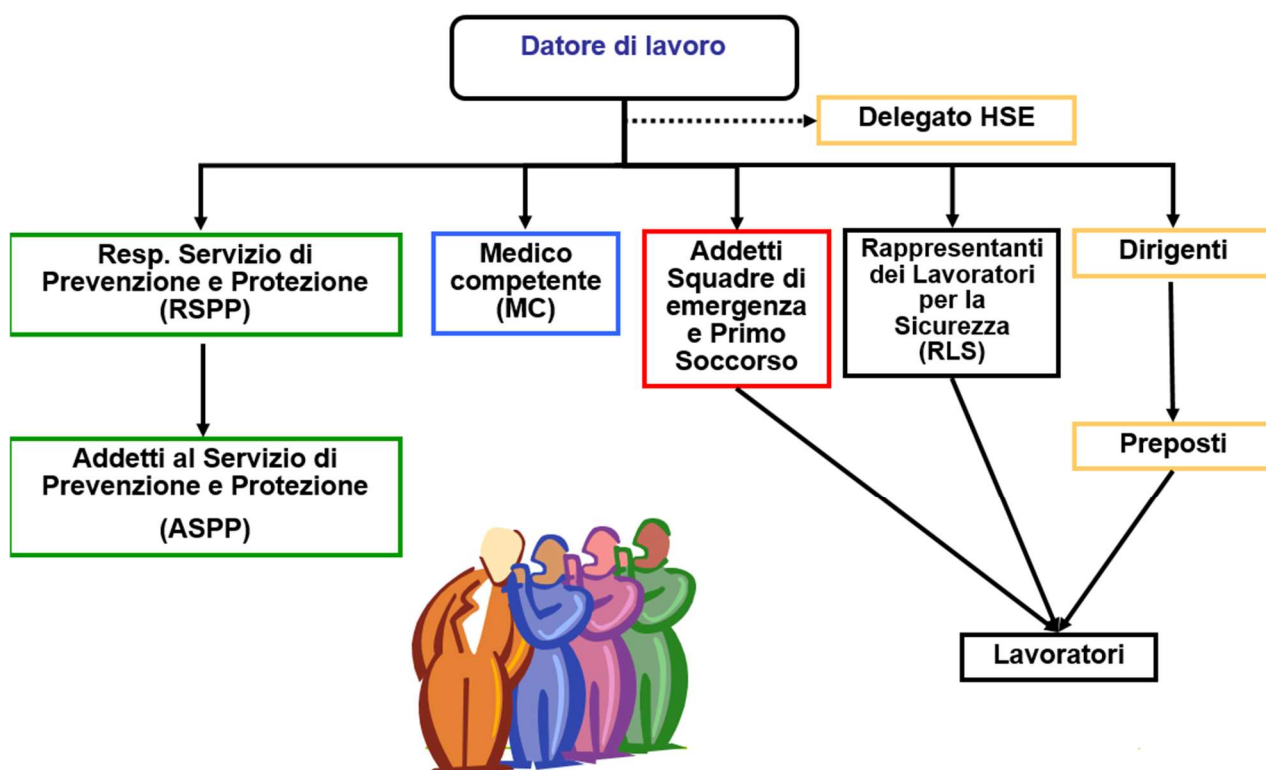 Datore di lavoro
Delegato HSE
Resp. Servizio di
Prevenzione e Protezione
(RSPP)
Medico
competente
(MC)
Addetti
Squadre di
emergenza
e Primo
Soccorso
Rappresentanti
dei Lavoratori
per la
Sicurezza
(RLS)
Dirigenti
Addetti al Servizio di
Prevenzione e Protezione
(ASPP)
Preposti
Lavoratori